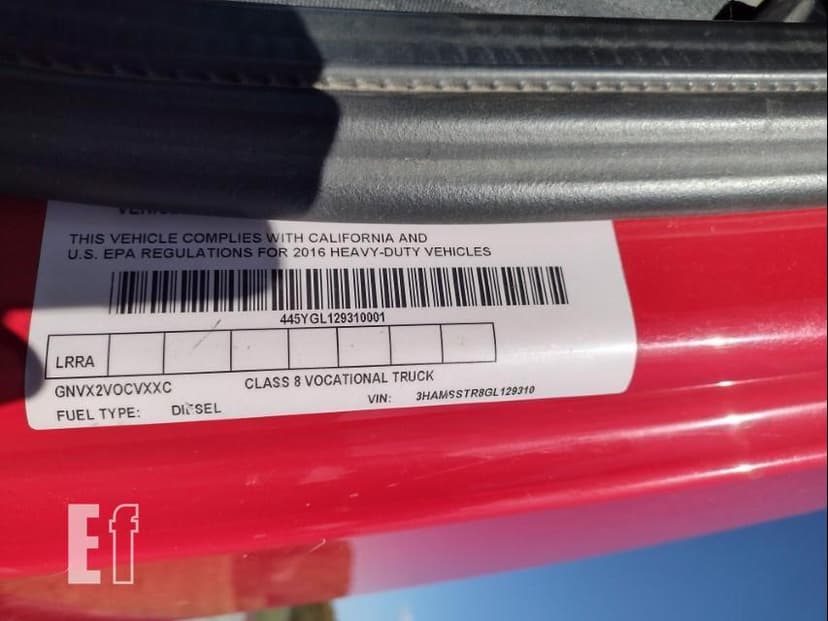 THIS VEHICLE COMPLIES WITH CALIFORNIA AND
U.S. EPA REGULATIONS FOR 2016 HEAVY-DUTY VEHICLES
445YGL129310001
LRRA
GNVX2VOCVXXC CLASS 8 VOCATIONAL TRUCK
FUEL TYPE: DIESEL VIN: 3HAMSSTR8GL129310
Ef